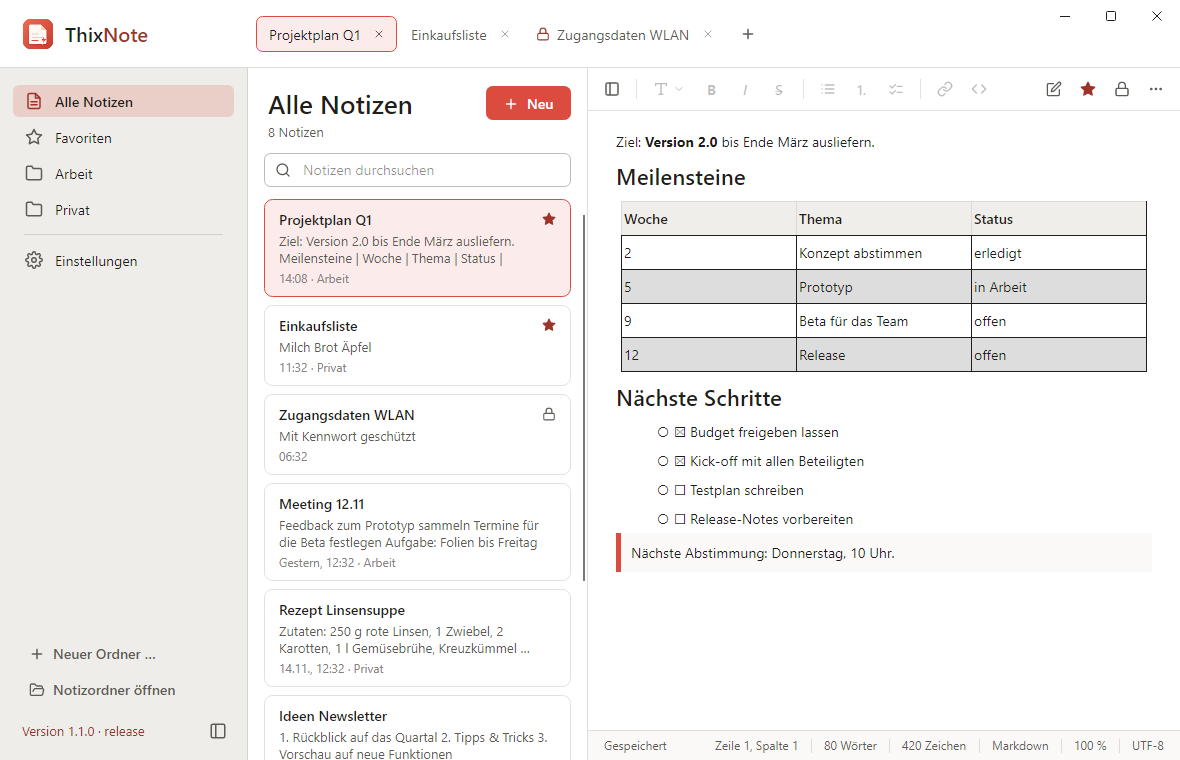 ThixNote
Projektplan Q1
Einkaufsliste
Zugangsdaten WLAN
Alle Notizen
Favoriten
Arbeit
Privat
Einstellungen
Neuer Ordner ...
Notizordner öffnen
Version 1.1.0 · release
Alle Notizen
Neu
8 Notizen
Notizen durchsuchen
Projektplan Q1
Ziel: Version 2.0 bis Ende März ausliefern.
Meilensteine | Woche | Thema | Status |
14:08 · Arbeit
Einkaufsliste
Milch Brot Äpfel
11:32 · Privat
Zugangsdaten WLAN
Mit Kennwort geschützt
06:32
Meeting 12.11
Feedback zum Prototyp sammeln Termine für
die Beta festlegen Aufgabe: Folien bis Freitag
Gestern, 12:32 · Arbeit
Rezept Linsensuppe
Zutaten: 250 g rote Linsen, 1 Zwiebel, 2
Karotten, 1 l Gemüsebrühe, Kreuzkümmel ...
14.11., 12:32 · Privat
Ideen Newsletter
1. Rückblick auf das Quartal 2. Tipps & Tricks 3.
Vorschau auf neue Funktionen
T B I S 1.
Ziel: Version 2.0 bis Ende März ausliefern.
Meilensteine
Woche Thema Status
2 Konzept abstimmen erledigt
5 Prototyp in Arbeit
9 Beta für das Team offen
12 Release offen
Nächste Schritte
☒ Budget freigeben lassen
☒ Kick-off mit allen Beteiligten
☐ Testplan schreiben
☐ Release-Notes vorbereiten
Nächste Abstimmung: Donnerstag, 10 Uhr.
Gespeichert Zeile 1, Spalte 1 80 Wörter 420 Zeichen Markdown 100 % UTF-8